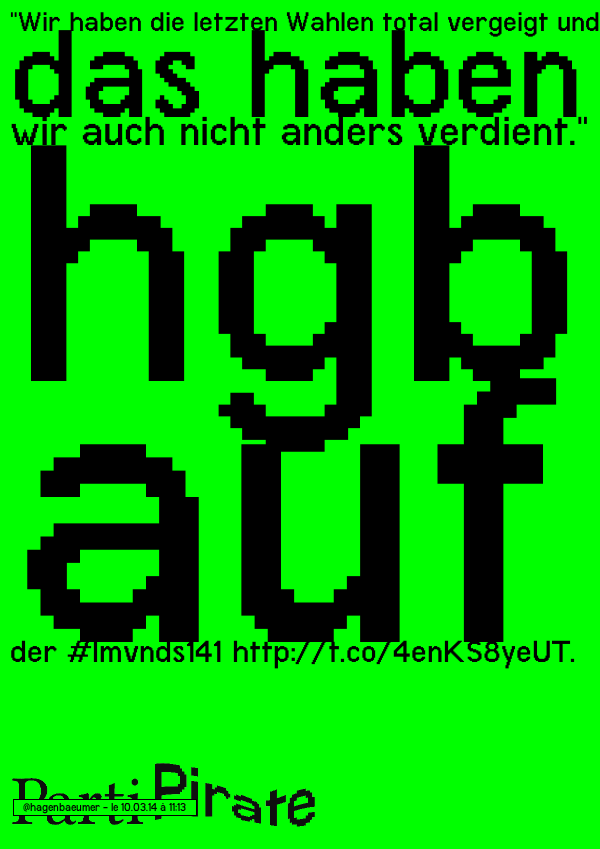 "Wir haben die letzten Wahlen total vergeigt und
das haben
wir auch nicht anders verdient."
hgb
auf
der #lmvnds141 http://t.co/4enKS8yeUT.
Parti Pirate
@hagenbaeumer - le 10.03.14 à 11:13